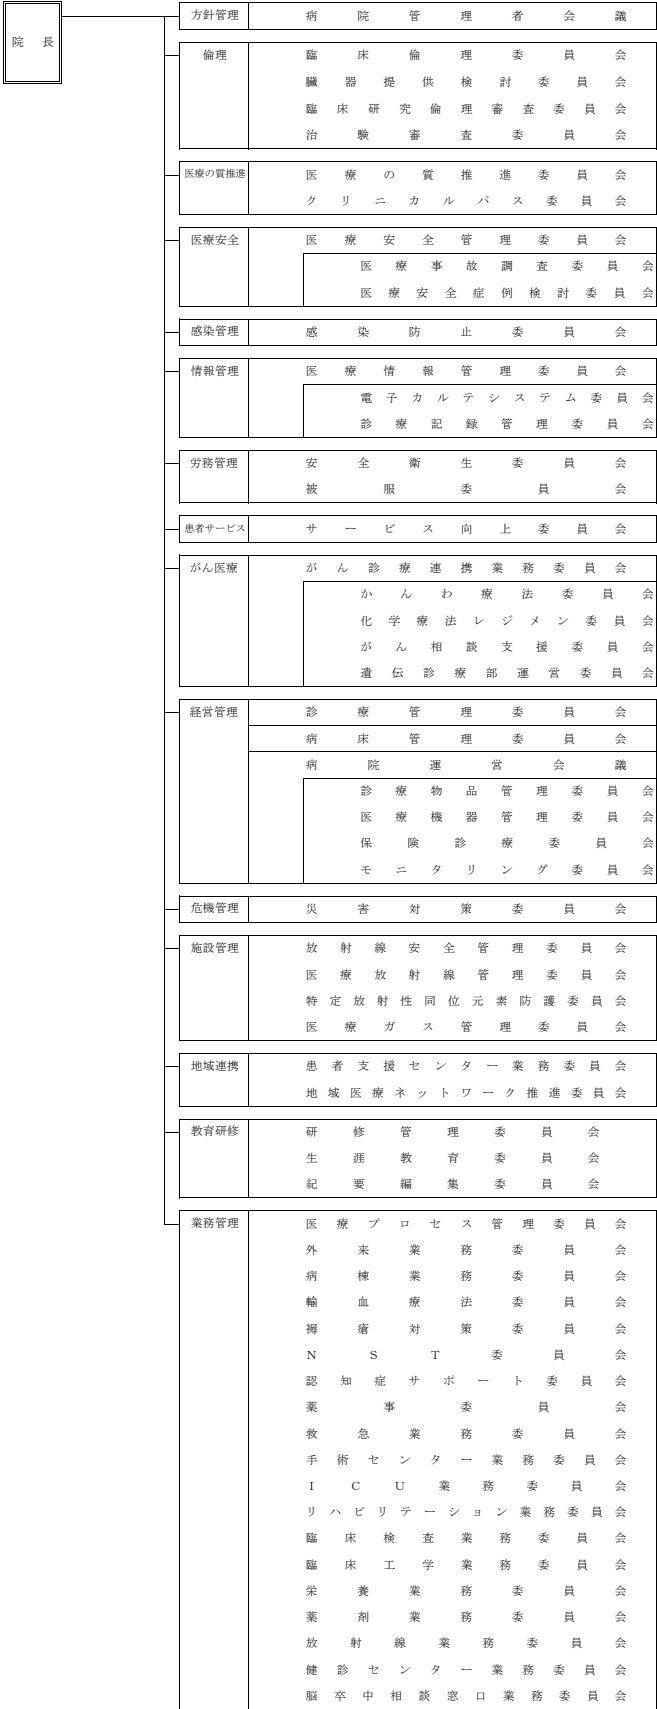 院長
方針管理 病院管理者会議
倫理 臨床倫理委員会
臓器提供検討委員会
臨床研究倫理審査委員会
治験審査委員会
医療の質推進 医療の質推進委員会
クリニカルパス委員会
医療安全 医療安全管理委員会
医療事故調査委員会
医療安全症例検討委員会
感染管理 感染防止委員会
情報管理 医療情報管理委員会
電子カルテシステム委員会
診療記録管理委員会
労務管理 安全衛生委員会
被服委員会
患者サービス サービス向上委員会
がん医療 がん診療連携業務委員会
かんわ療法委員会
化学療法レジメン委員会
がん相談支援委員会
遺伝診療部運営委員会
経営管理 診療管理委員会
病床管理委員会
病院運営会議
診療物品管理委員会
医療機器管理委員会
保険診療委員会
モニタリング委員会
危機管理 災害対策委員会
施設管理 放射線安全管理委員会
医療放射線管理委員会
特定放射性同位元素防護委員会
医療ガス管理委員会
地域連携 患者支援センター業務委員会
地域医療ネットワーク推進委員会
教育研修 研修管理委員会
生涯教育委員会
紀要編集委員会
業務管理 医療プロセス管理委員会
外来業務委員会
病棟業務委員会
輸血療法委員会
褥瘡対策委員会
NST委員会
認知症サポート委員会
薬事委員会
救急業務委員会
手術センター業務委員会
ICU業務委員会
リハビリテーション業務委員会
臨床検査業務委員会
臨床工学業務委員会
栄養業務委員会
薬剤業務委員会
放射線業務委員会
健診センター業務委員会
脳卒中相談窓口業務委員会